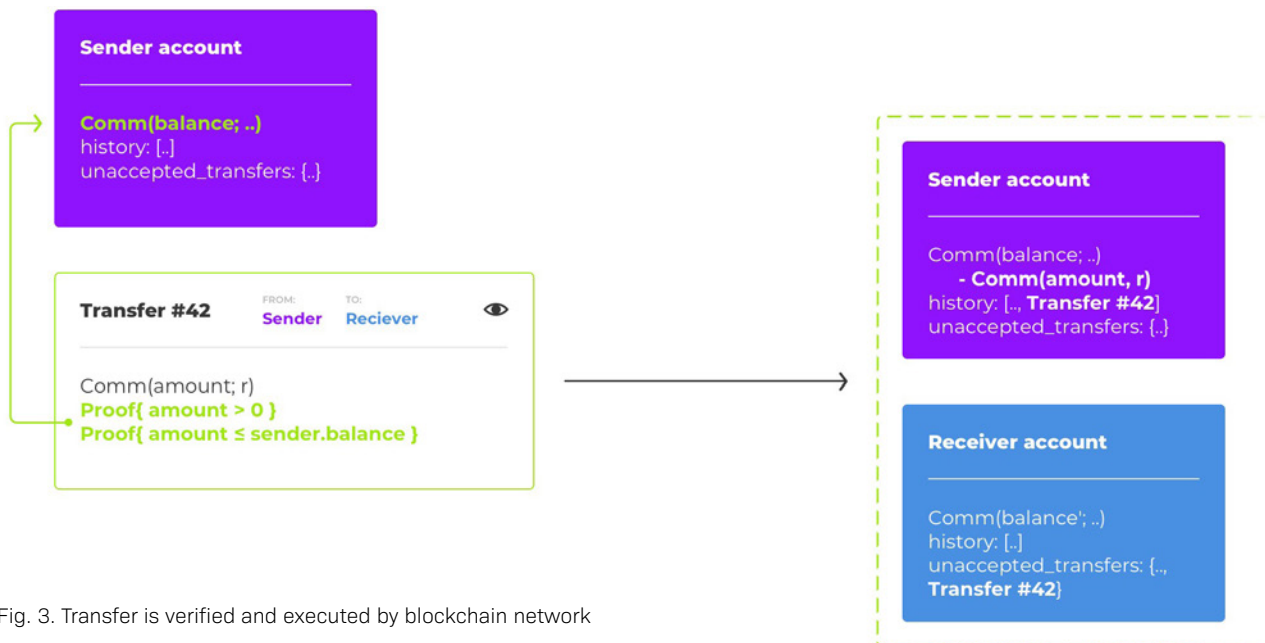 Sender account
Comm(balance; ..)
history: [..]
unaccepted_transfers: {..}
Transfer #42
FROM:
Sender
TO:
Reciever
Comm(amount; r)
Proof{ amount > 0 }
Proof{ amount ≤ sender.balance }
Sender account
Comm(balance; ..)
- Comm(amount, r)
history: [.., Transfer #42]
unaccepted_transfers: {..}
Receiver account
Comm(balance'; ..)
history: [..]
unaccepted_transfers: {..,
Transfer #42}
Fig. 3. Transfer is verified and executed by blockchain network